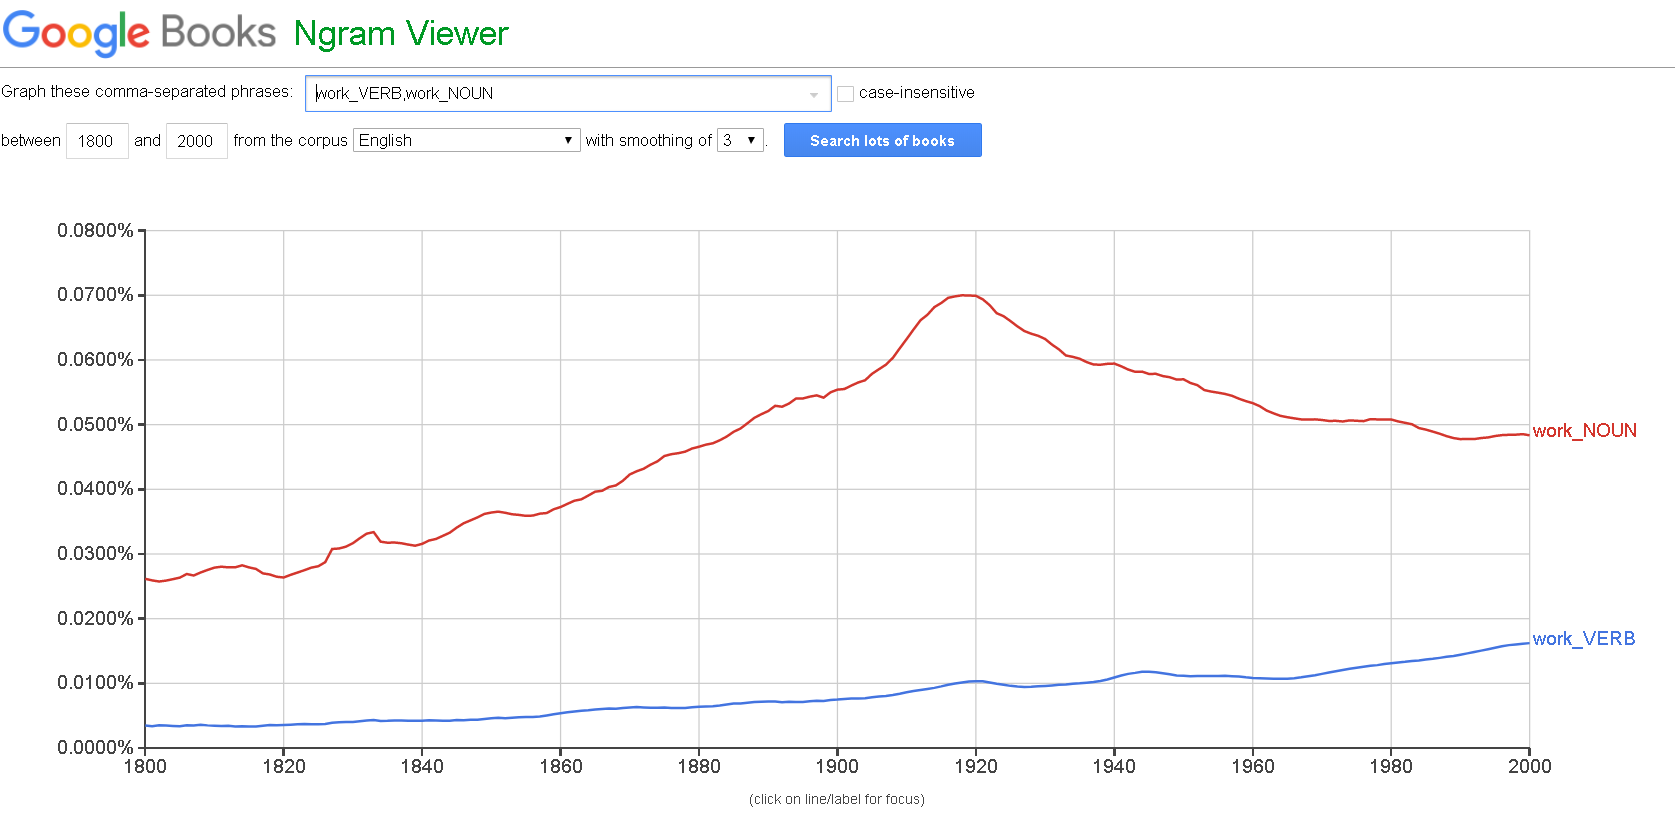 Google Books Ngram Viewer
Graph these comma-separated phrases: work_VERB,work_NOUN case-insensitive
between 1800 and 2000 from the corpus English with smoothing of 3 . Search lots of books
0.0800%
0.0700%
0.0600%
0.0500%
work_NOUN
0.0400%
0.0300%
0.0200%
work_VERB
0.0100%
0.0000%
1800 1820 1840 1860 1880 1900 1920 1940 1960 1980 2000
(click on line/label for focus)